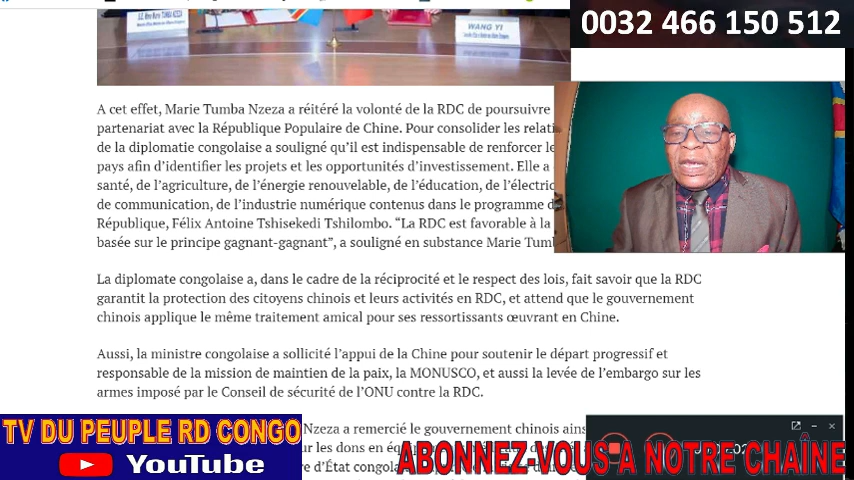 WANG YI
0032 466 150 512
A cet effet, Marie Tumba Nzeza a réitéré la volonté de la RDC de poursuivre
partenariat avec la République Populaire de Chine. Pour consolider les relati
de la diplomatie congolaise a souligné qu'il est indispensable de renforcer le
pays afin d'identifier les projets et les opportunités d'investissement. Elle a
santé, de l'agriculture, de l'énergie renouvelable, de l'éducation, de l'électric
de communication, de l'industrie numérique contenus dans le programme d
République, Félix Antoine Tshisekedi Tshilombo. “La RDC est favorable à la
basée sur le principe gagnant-gagnant”, a souligné en substance Marie Tumb
La diplomate congolaise a, dans le cadre de la réciprocité et le respect des lois, fait savoir que la RDC
garantit la protection des citoyens chinois et leurs activités en RDC, et attend que le gouvernement
chinois applique le même traitement amical pour ses ressortissants œuvrant en Chine.
Aussi, la ministre congolaise a sollicité l'appui de la Chine pour soutenir le départ progressif et
responsable de la mission de maintien de la paix, la MONUSCO, et aussi la levée de l'embargo sur les
armes imposé par le Conseil de sécurité de l'ONU contre la RDC.
Nzeza a remercié le gouvernement chinois ains
ur les dons en équip
re d'État congola
TV DU PEUPLE RD CONGO
YouTube
ABONNEZ-VOUS A NOTRE CHAÎNE